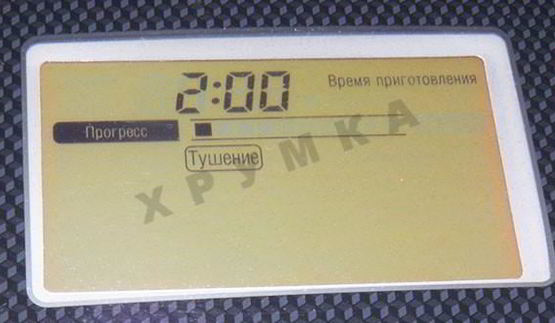 2:00 Время приготовления
Прогресс
Тушение
ХРУМКА